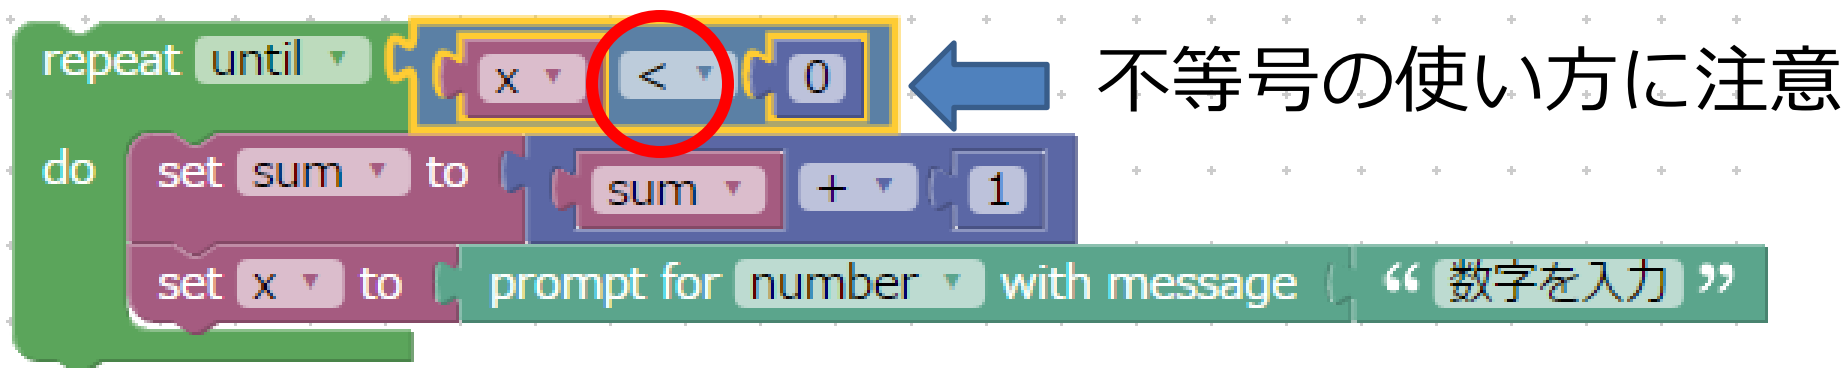 repeat until x < 0 不等号の使い方に注意
do set sum to sum + 1
set x to prompt for number with message “ 数字を入力 ”